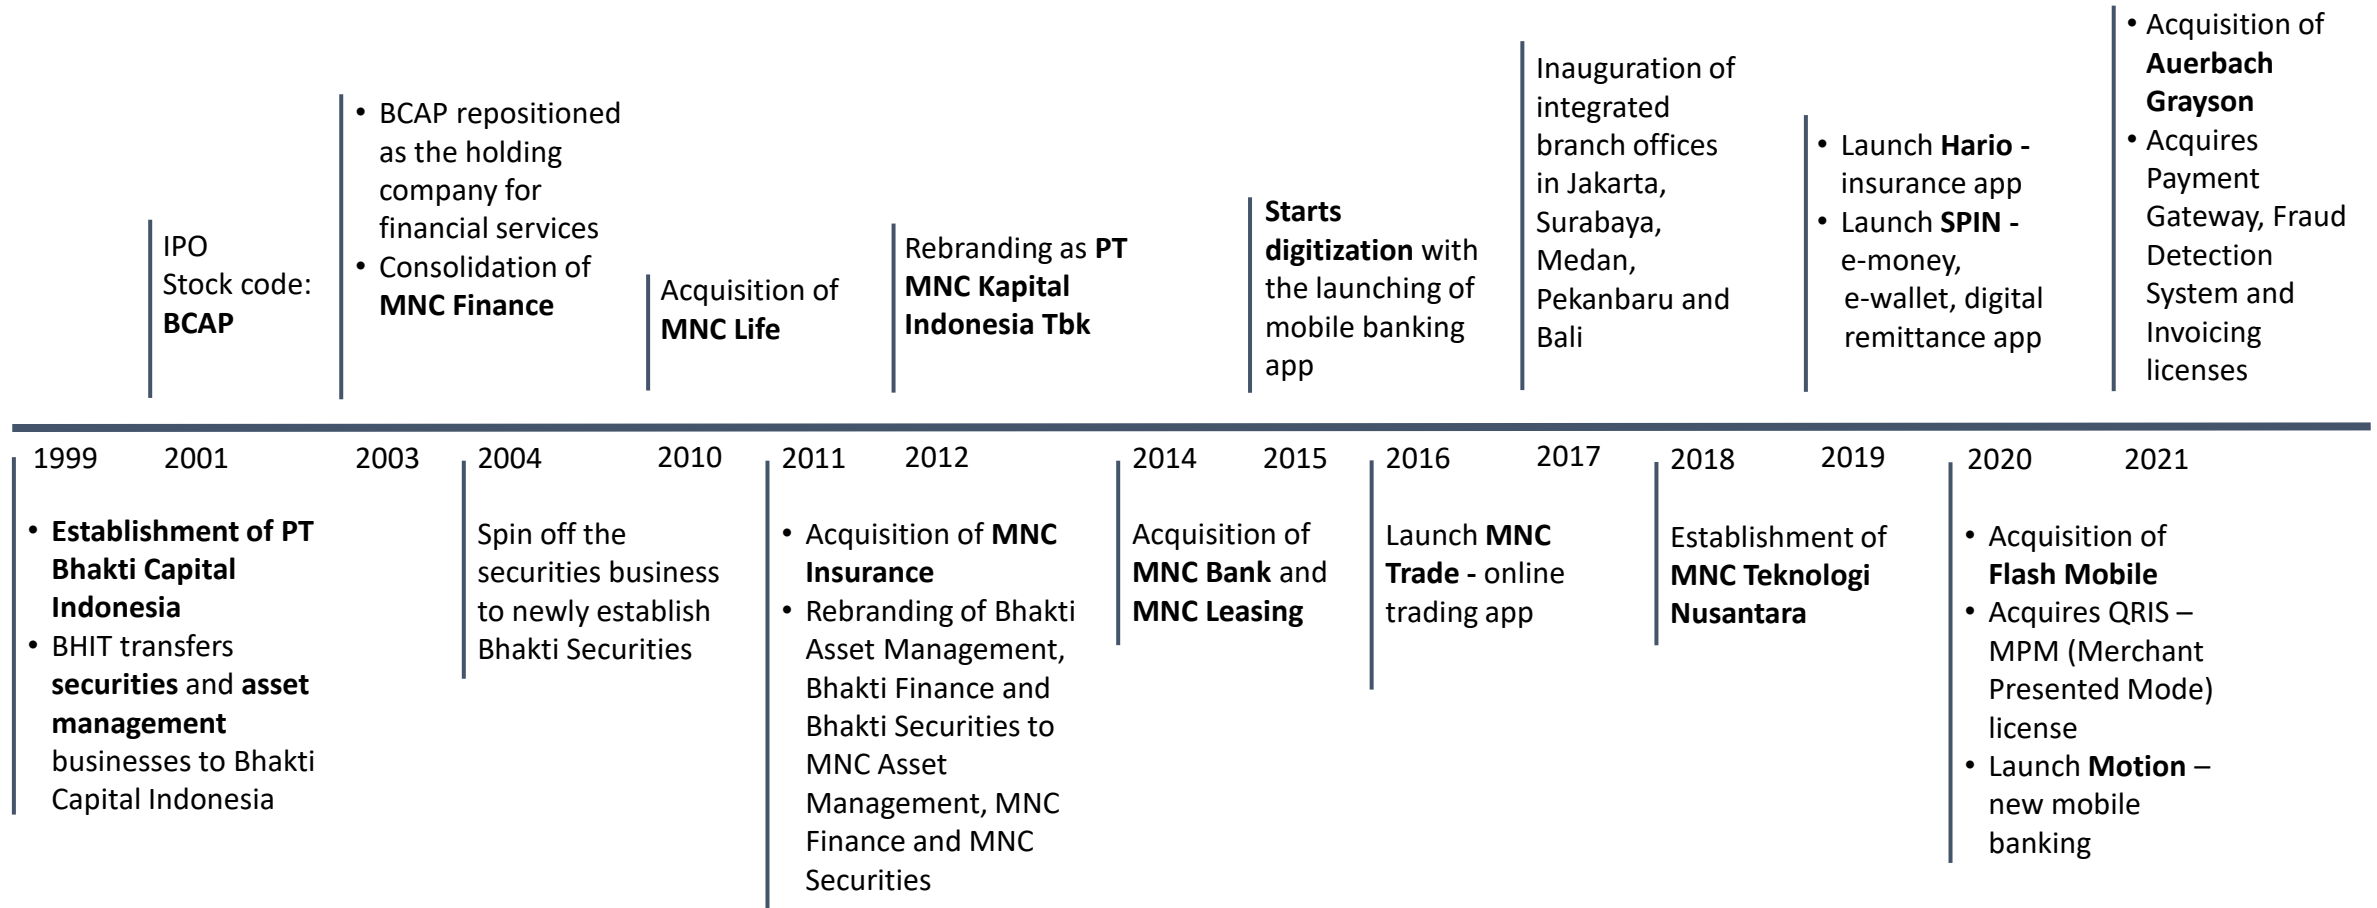 IPO
Stock code:
BCAP
• BCAP repositioned
as the holding
company for
financial services
• Consolidation of
MNC Finance
Acquisition of
MNC Life
Rebranding as PT
MNC Kapital
Indonesia Tbk
Starts
digitization with
the launching of
mobile banking
app
Inauguration of
integrated
branch offices
in Jakarta,
Surabaya,
Medan,
Pekanbaru and
Bali
• Launch Hario -
insurance app
• Launch SPIN -
e-money,
e-wallet, digital
remittance app
• Acquisition of
Auerbach
Grayson
• Acquires
Payment
Gateway, Fraud
Detection
System and
Invoicing
licenses
1999 2001 2003 2004 2010 2011 2012 2014 2015 2016 2017 2018 2019 2020 2021
• Establishment of PT
Bhakti Capital
Indonesia
• BHIT transfers
securities and asset
management
businesses to Bhakti
Capital Indonesia
Spin off the
securities business
to newly establish
Bhakti Securities
• Acquisition of MNC
Insurance
• Rebranding of Bhakti
Asset Management,
Bhakti Finance and
Bhakti Securities to
MNC Asset
Management, MNC
Finance and MNC
Securities
Acquisition of
MNC Bank and
MNC Leasing
Launch MNC
Trade - online
trading app
Establishment of
MNC Teknologi
Nusantara
• Acquisition of
Flash Mobile
• Acquires QRIS –
MPM (Merchant
Presented Mode)
license
• Launch Motion –
new mobile
banking